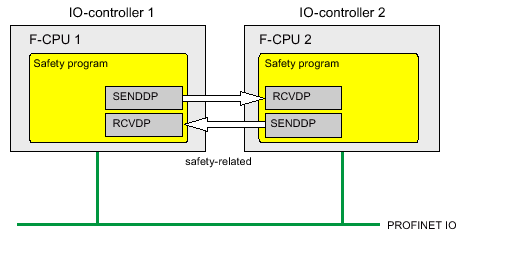 IO-controller 1
IO-controller 2
F-CPU 1
F-CPU 2
Safety program
Safety program
SENDDP
RCVDP
RCVDP
SENDDP
safety-related
PROFINET IO